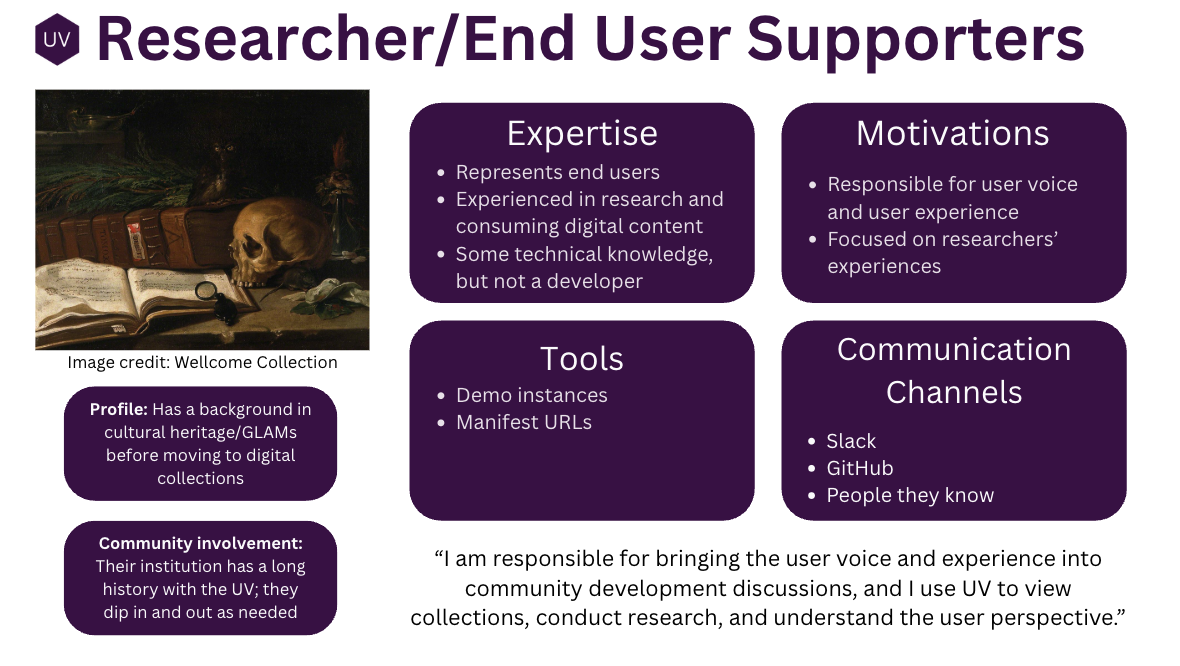 UV
Researcher/End User Supporters
Image credit: Wellcome Collection
Profile: Has a background in
cultural heritage/GLAMs
before moving to digital
collections
Community involvement:
Their institution has a long
history with the UV; they
dip in and out as needed
Expertise
• Represents end users
• Experienced in research and
consuming digital content
• Some technical knowledge,
but not a developer
Motivations
• Responsible for user voice
and user experience
• Focused on researchers’
experiences
Tools
• Demo instances
• Manifest URLs
Communication
Channels
• Slack
• GitHub
• People they know
“I am responsible for bringing the user voice and experience into
community development discussions, and I use UV to view
collections, conduct research, and understand the user perspective.”